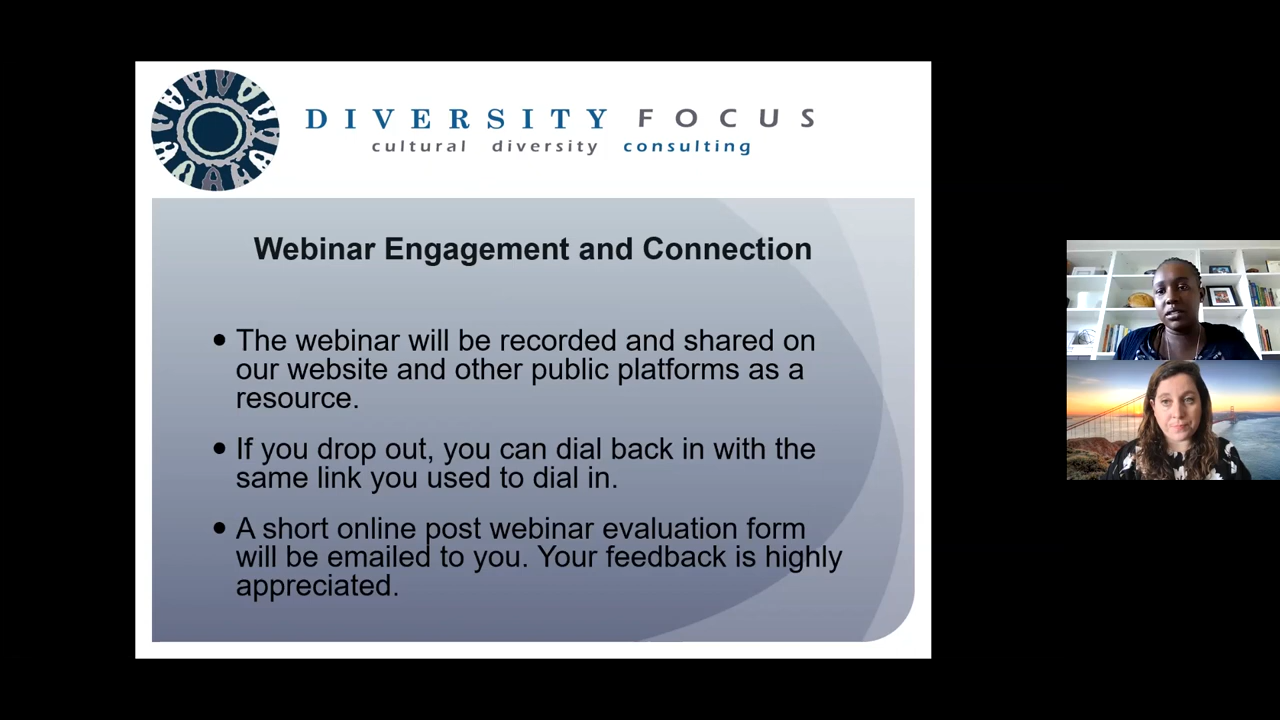 DIVERSITY FOCUS
cultural diversity consulting
Webinar Engagement and Connection
• The webinar will be recorded and shared on
our website and other public platforms as a
resource.
• If you drop out, you can dial back in with the
same link you used to dial in.
• A short online post webinar evaluation form
will be emailed to you. Your feedback is highly
appreciated.